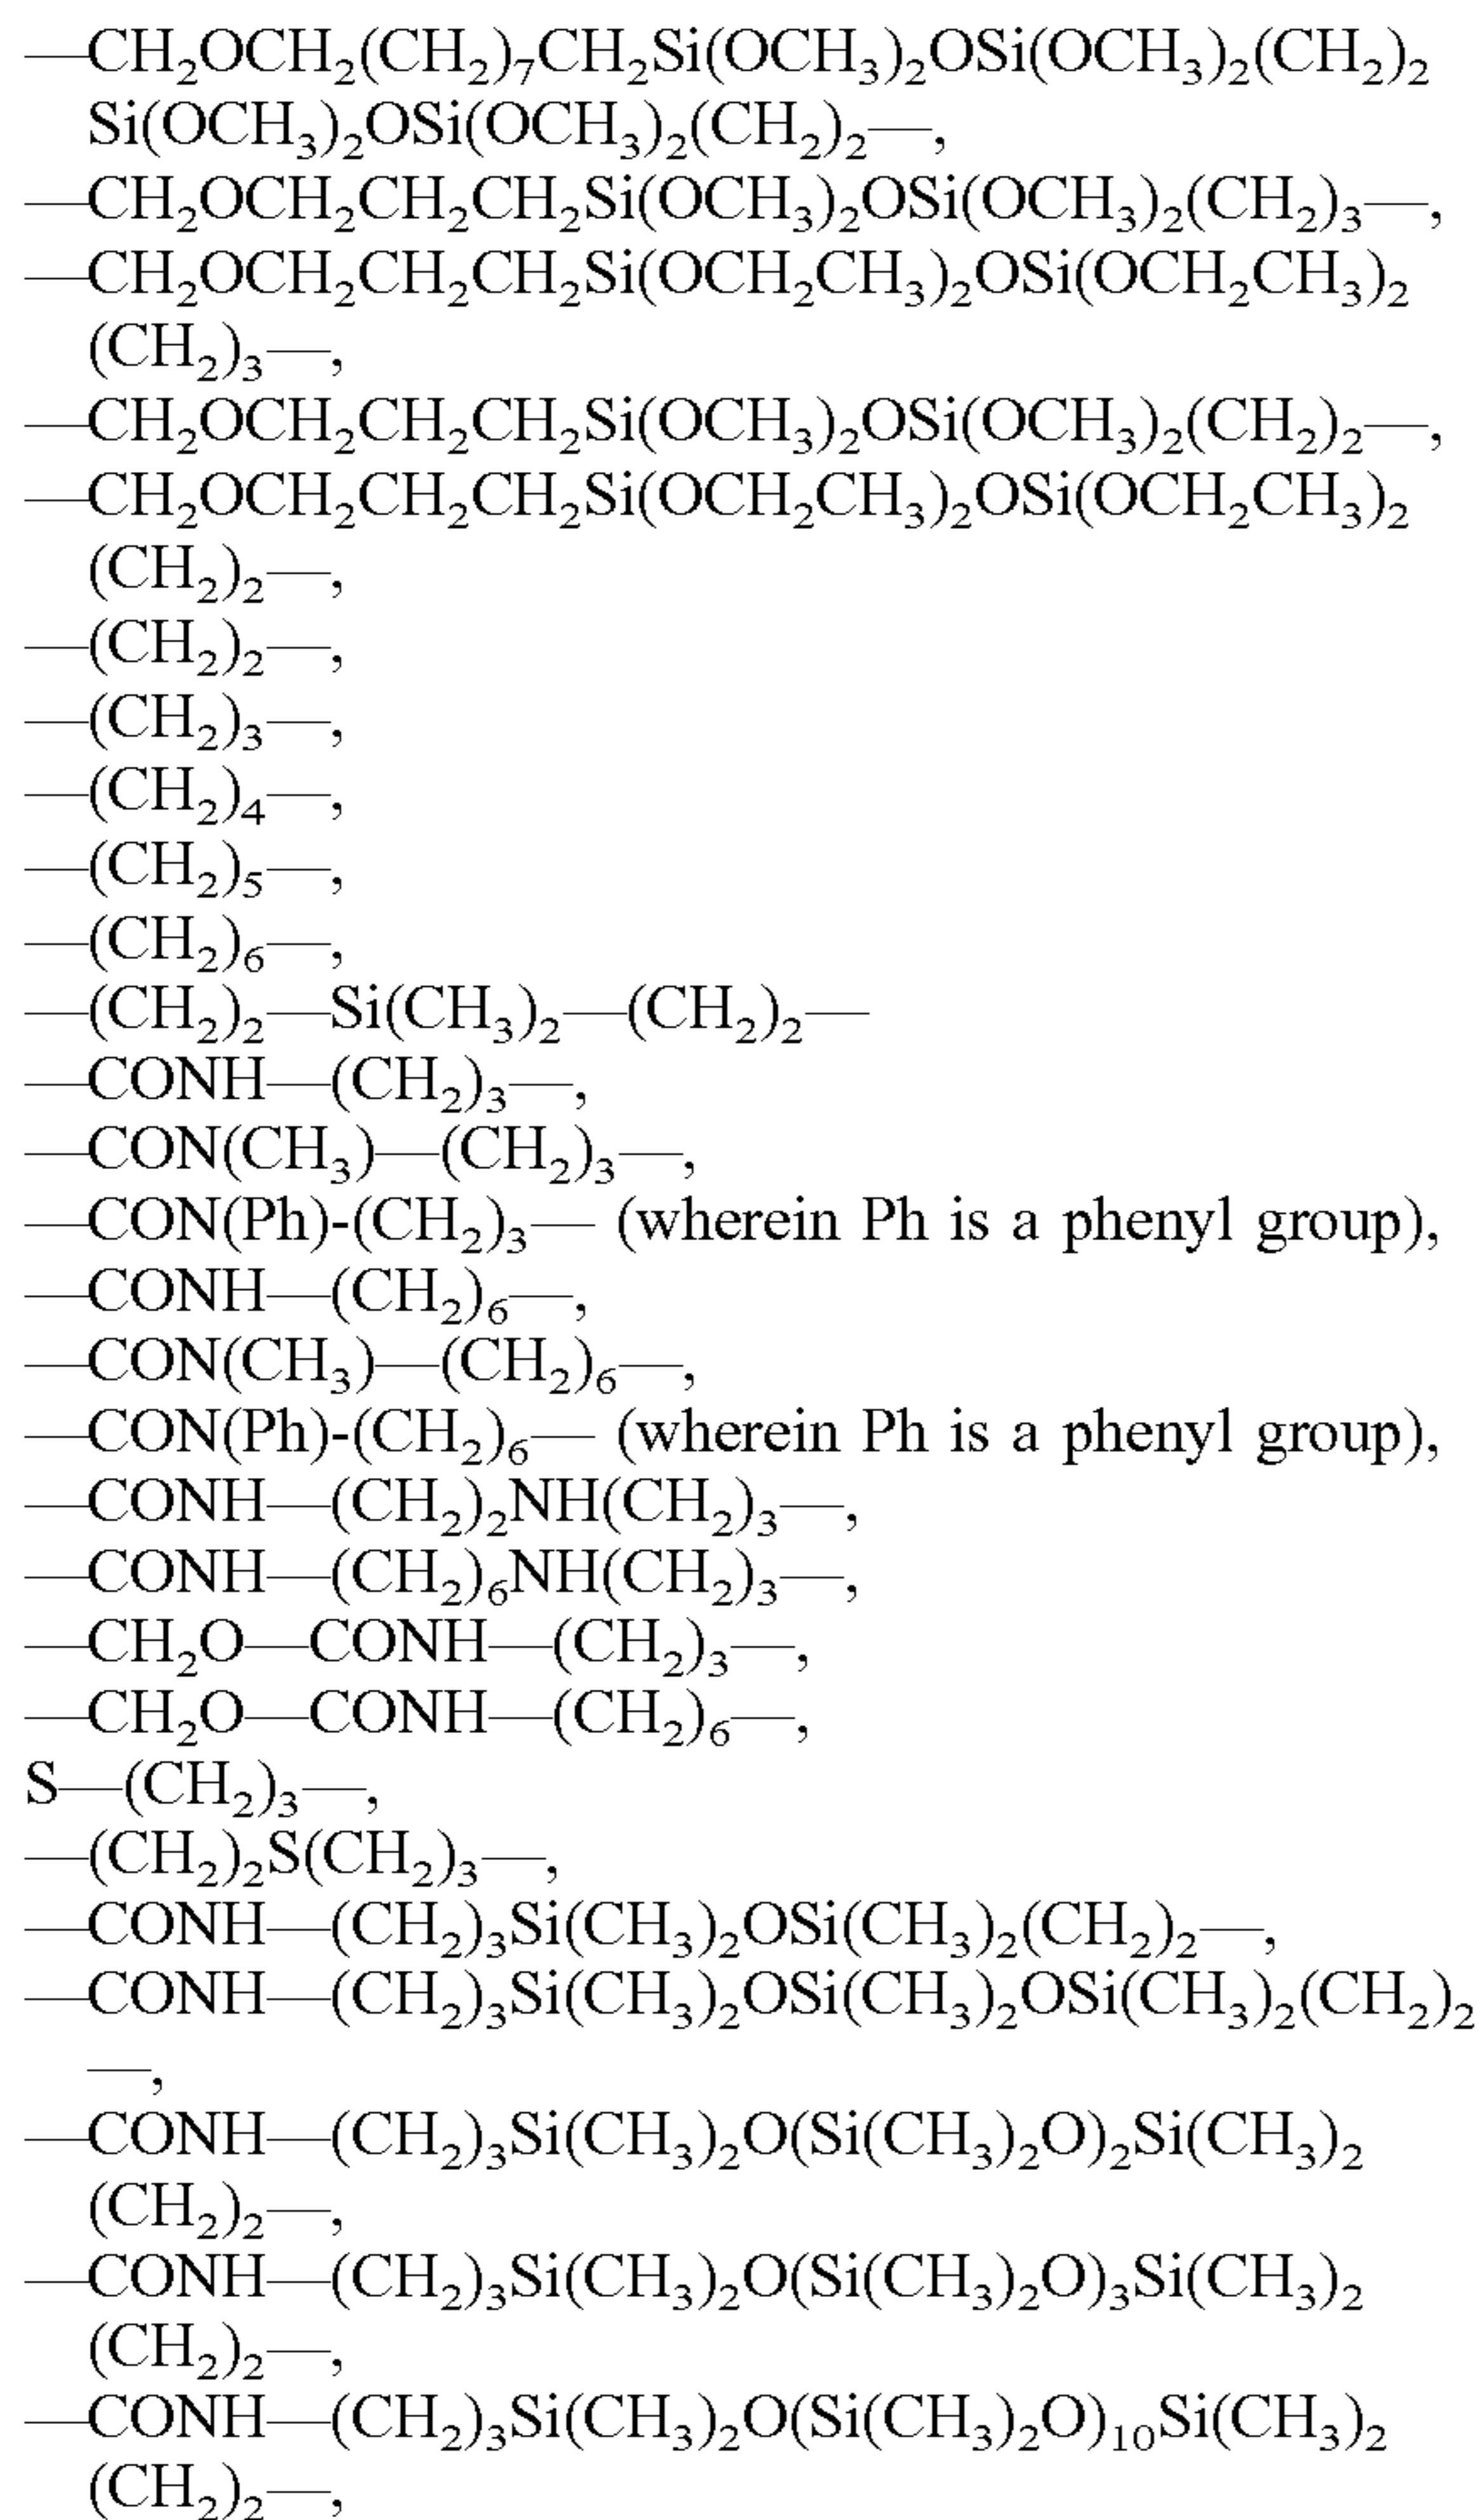 —CH₂OCH₂(CH₂)₇CH₂Si(OCH₃)₂OSi(OCH₃)₂(CH₂)₂
Si(OCH₃)₂OSi(OCH₃)₂(CH₂)₂—,
—CH₂OCH₂CH₂CH₂Si(OCH₃)₂OSi(OCH₃)₂(CH₂)₃—,
—CH₂OCH₂CH₂CH₂Si(OCH₂CH₃)₂OSi(OCH₂CH₃)₂
(CH₂)₃—,
—CH₂OCH₂CH₂CH₂Si(OCH₃)₂OSi(OCH₃)₂(CH₂)₂—,
—CH₂OCH₂CH₂CH₂Si(OCH₂CH₃)₂OSi(OCH₂CH₃)₂
(CH₂)₂—,
—(CH₂)₂—,
—(CH₂)₃—,
—(CH₂)₄—,
—(CH₂)₅—,
—(CH₂)₆—,
—(CH₂)₂—Si(CH₃)₂—(CH₂)₂—
—CONH—(CH₂)₃—,
—CON(CH₃)—(CH₂)₃—,
—CON(Ph)-(CH₂)₃— (wherein Ph is a phenyl group),
—CONH—(CH₂)₆—,
—CON(CH₃)—(CH₂)₆—,
—CON(Ph)-(CH₂)₆— (wherein Ph is a phenyl group),
—CONH—(CH₂)₂NH(CH₂)₃—,
—CONH—(CH₂)₆NH(CH₂)₃—,
—CH₂O—CONH—(CH₂)₃—,
—CH₂O—CONH—(CH₂)₆—,
S—(CH₂)₃—,
—(CH₂)₂S(CH₂)₃—,
—CONH—(CH₂)₃Si(CH₃)₂OSi(CH₃)₂(CH₂)₂—,
—CONH—(CH₂)₃Si(CH₃)₂OSi(CH₃)₂OSi(CH₃)₂(CH₂)₂
—,
—CONH—(CH₂)₃Si(CH₃)₂O(Si(CH₃)₂O)₂Si(CH₃)₂
(CH₂)₂—,
—CONH—(CH₂)₃Si(CH₃)₂O(Si(CH₃)₂O)₃Si(CH₃)₂
(CH₂)₂—,
—CONH—(CH₂)₃Si(CH₃)₂O(Si(CH₃)₂O)₁₀Si(CH₃)₂
(CH₂)₂—,